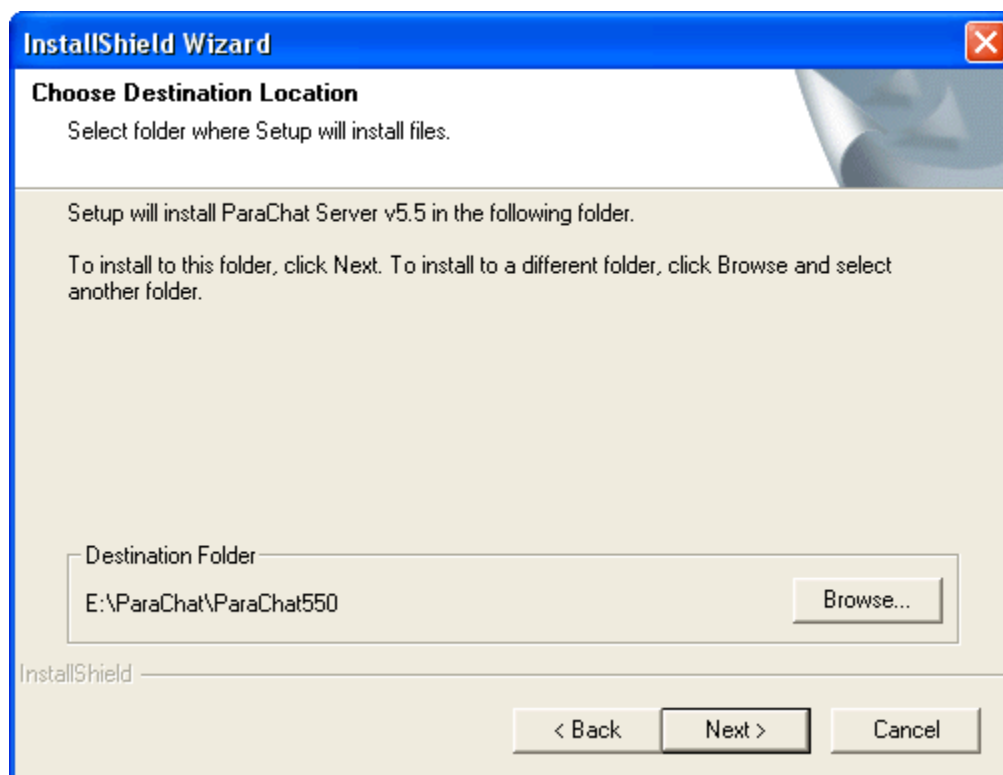 InstallShield Wizard
Choose Destination Location
Select folder where Setup will install files.
Setup will install ParaChat Server v5.5 in the following folder.
To install to this folder, click Next. To install to a different folder, click Browse and select
another folder.
Destination Folder
E:\ParaChat\ParaChat550
Browse...
InstallShield
< Back
Next >
Cancel